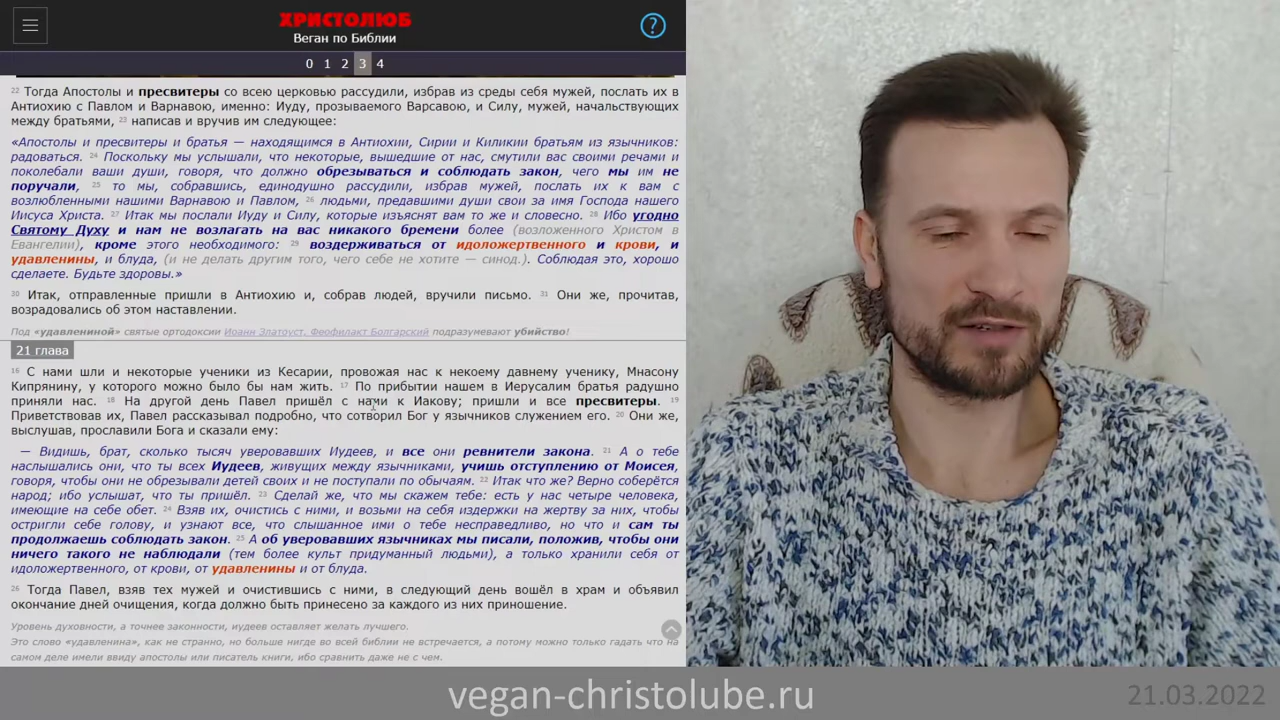 ХРИСТОЛЮБ
Веган по Библии
?
0 1 2 3 4
22 Тогда Апостолы и пресвитеры со всею церковью рассудили, избрав из среды себя мужей, послать их в
Антиохию с Павлом и Варнавою, именно: Иуду, прозываемого Варсавою, и Силу, мужей, начальствующих
между братьями, 23 написав и вручив им следующее:
«Апостолы и пресвитеры и братья — находящимся в Антиохии, Сирии и Киликии братьям из язычников:
радоваться. 24 Поскольку мы услышали, что некоторые, вышедшие от нас, смутили вас своими речами и
поколебали ваши души, говоря, что должно обрезываться и соблюдать закон, чего мы им не
поручали, 25 то мы, собравшись, единодушно рассудили, избрав мужей, послать их к вам с
возлюбленными нашими Варнавою и Павлом, 26 людьми, предавшими души свои за имя Господа нашего
Иисуса Христа. 27 Итак мы послали Иуду и Силу, которые изъяснят вам то же и словесно. 28 Ибо угодно
Святому Духу и нам не возлагать на вас никакого бремени более (возложенного Христом в
Евангелии), кроме этого необходимого: 29 воздерживаться от идоложертвенного и крови, и
удавленины, и блуда, (и не делать другим того, чего себе не хотите — синод.). Соблюдая это, хорошо
сделаете. Будьте здоровы.»
30 Итак, отправленные пришли в Антиохию и, собрав людей, вручили письмо. 31 Они же, прочитав,
возрадовались об этом наставлении.
Под «удавлениной» святые ортодоксии Иоанн Златоуст, Феофилакт Болгарский подразумевают убийство!
21 глава
16 С нами шли и некоторые ученики из Кесарии, провожая нас к некоему давнему ученику, Мнасону
Кипрянину, у которого можно было бы нам жить. 17 По прибытии нашем в Иерусалим братья радушно
приняли нас. 18 На другой день Павел пришёл с нами к Иакову; пришли и все пресвитеры. 19
Приветствовав их, Павел рассказывал подробно, что сотворил Бог у язычников служением его. 20 Они же,
выслушав, прославили Бога и сказали ему:
— Видишь, брат, сколько тысяч уверовавших Иудеев, и все они ревнители закона. 21 А о тебе
наслышались они, что ты всех Иудеев, живущих между язычниками, учишь отступлению от Моисея,
говоря, чтобы они не обрезывали детей своих и не поступали по обычаям. 22 Итак что же? Верно соберётся
народ; ибо услышат, что ты пришёл. 23 Сделай же, что мы скажем тебе: есть у нас четыре человека,
имеющие на себе обет. 24 Взяв их, очистись с ними, и возьми на себя издержки на жертву за них, чтобы
остригли себе голову, и узнают все, что слышанное ими о тебе несправедливо, но что и сам ты
продолжаешь соблюдать закон. 25 А об уверовавших язычниках мы писали, положив, чтобы они
ничего такого не наблюдали (тем более культ придуманный людьми), а только хранили себя от
идоложертвенного, от крови, от удавленины и от блуда.
26 Тогда Павел, взяв тех мужей и очистившись с ними, в следующий день вошёл в храм и объявил
окончание дней очищения, когда должно быть принесено за каждого из них приношение.
Уровень духовности, а точнее законности, иудеев оставляет желать лучшего.
Это слово «удавленина», как не странно, но больше нигде во всей библии не встречается, а потому можно только гадать что на
самом деле имели ввиду апостолы или писатель книги, ибо сравнить даже не с чем.
vegan-christolube.ru
21.03.2022